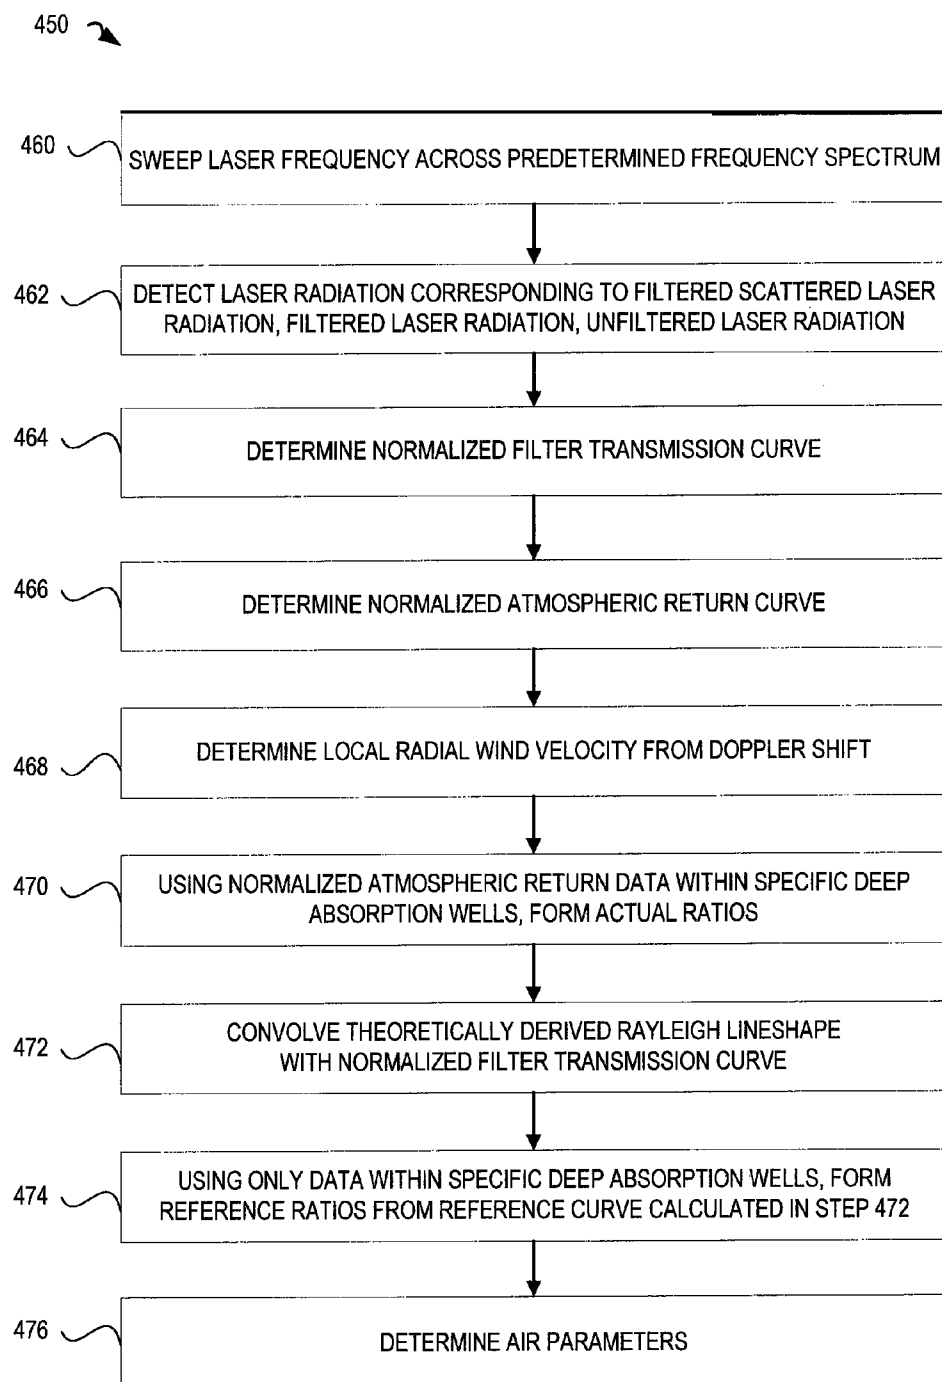 450
460
SWEEP LASER FREQUENCY ACROSS PREDETERMINED FREQUENCY SPECTRUM
462
DETECT LASER RADIATION CORRESPONDING TO FILTERED SCATTERED LASER
RADIATION, FILTERED LASER RADIATION, UNFILTERED LASER RADIATION
464
DETERMINE NORMALIZED FILTER TRANSMISSION CURVE
466
DETERMINE NORMALIZED ATMOSPHERIC RETURN CURVE
468
DETERMINE LOCAL RADIAL WIND VELOCITY FROM DOPPLER SHIFT
470
USING NORMALIZED ATMOSPHERIC RETURN DATA WITHIN SPECIFIC DEEP
ABSORPTION WELLS, FORM ACTUAL RATIOS
472
CONVOLVE THEORETICALLY DERIVED RAYLEIGH LINESHAPE
WITH NORMALIZED FILTER TRANSMISSION CURVE
474
USING ONLY DATA WITHIN SPECIFIC DEEP ABSORPTION WELLS, FORM
REFERENCE RATIOS FROM REFERENCE CURVE CALCULATED IN STEP 472
476
DETERMINE AIR PARAMETERS